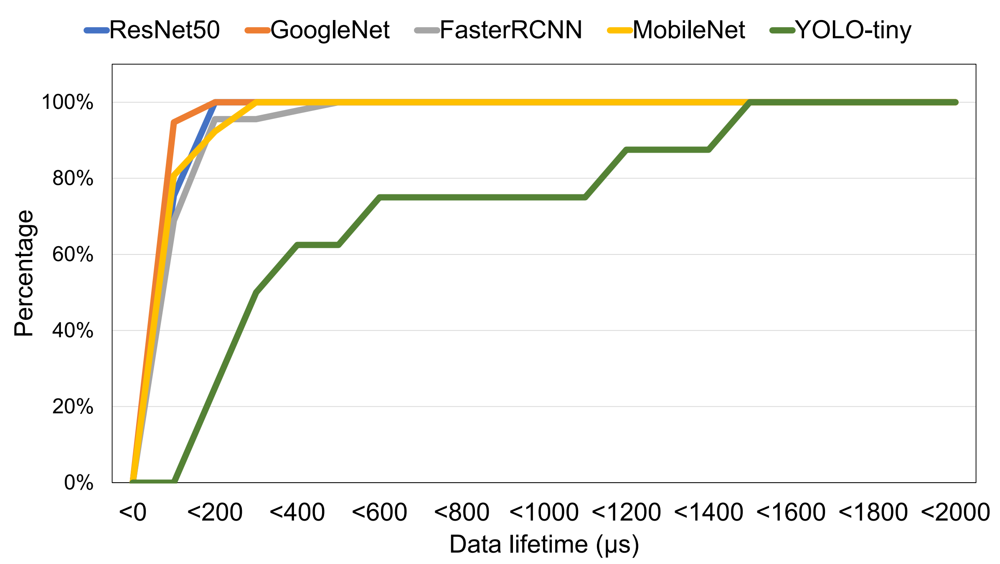 ResNet50 GoogleNet FasterRCNN MobileNet YOLO-tiny
100%
80%
60%
40%
20%
0%
Percentage
<0 <200 <400 <600 <800 <1000 <1200 <1400 <1600 <1800 <2000
Data lifetime (µs)